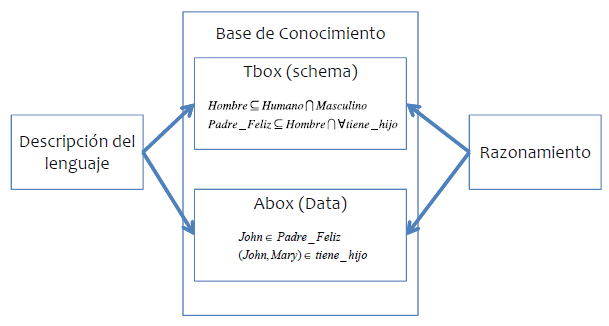 Base de Conocimiento
Tbox (schema)
Hombre ⊆ Humano ⋂ Masculino
Padre_Feliz ⊆ Hombre ⋂ ∀tiene_hijo
Descripción del
lenguaje
Razonamiento
Abox (Data)
John ∈ Padre_Feliz
(John, Mary) ∈ tiene_hijo